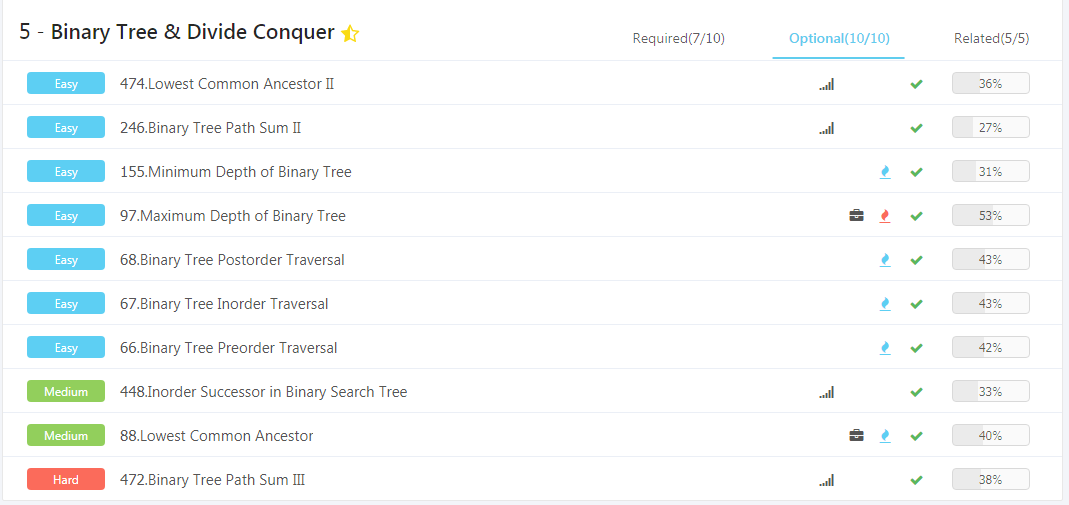 5 - Binary Tree & Divide Conquer Required(7/10) Optional(10/10) Related(5/5)
Easy 474.Lowest Common Ancestor II 36%
Easy 246.Binary Tree Path Sum II 27%
Easy 155.Minimum Depth of Binary Tree 31%
Easy 97.Maximum Depth of Binary Tree 53%
Easy 68.Binary Tree Postorder Traversal 43%
Easy 67.Binary Tree Inorder Traversal 43%
Easy 66.Binary Tree Preorder Traversal 42%
Medium 448.Inorder Successor in Binary Search Tree 33%
Medium 88.Lowest Common Ancestor 40%
Hard 472.Binary Tree Path Sum III 38%